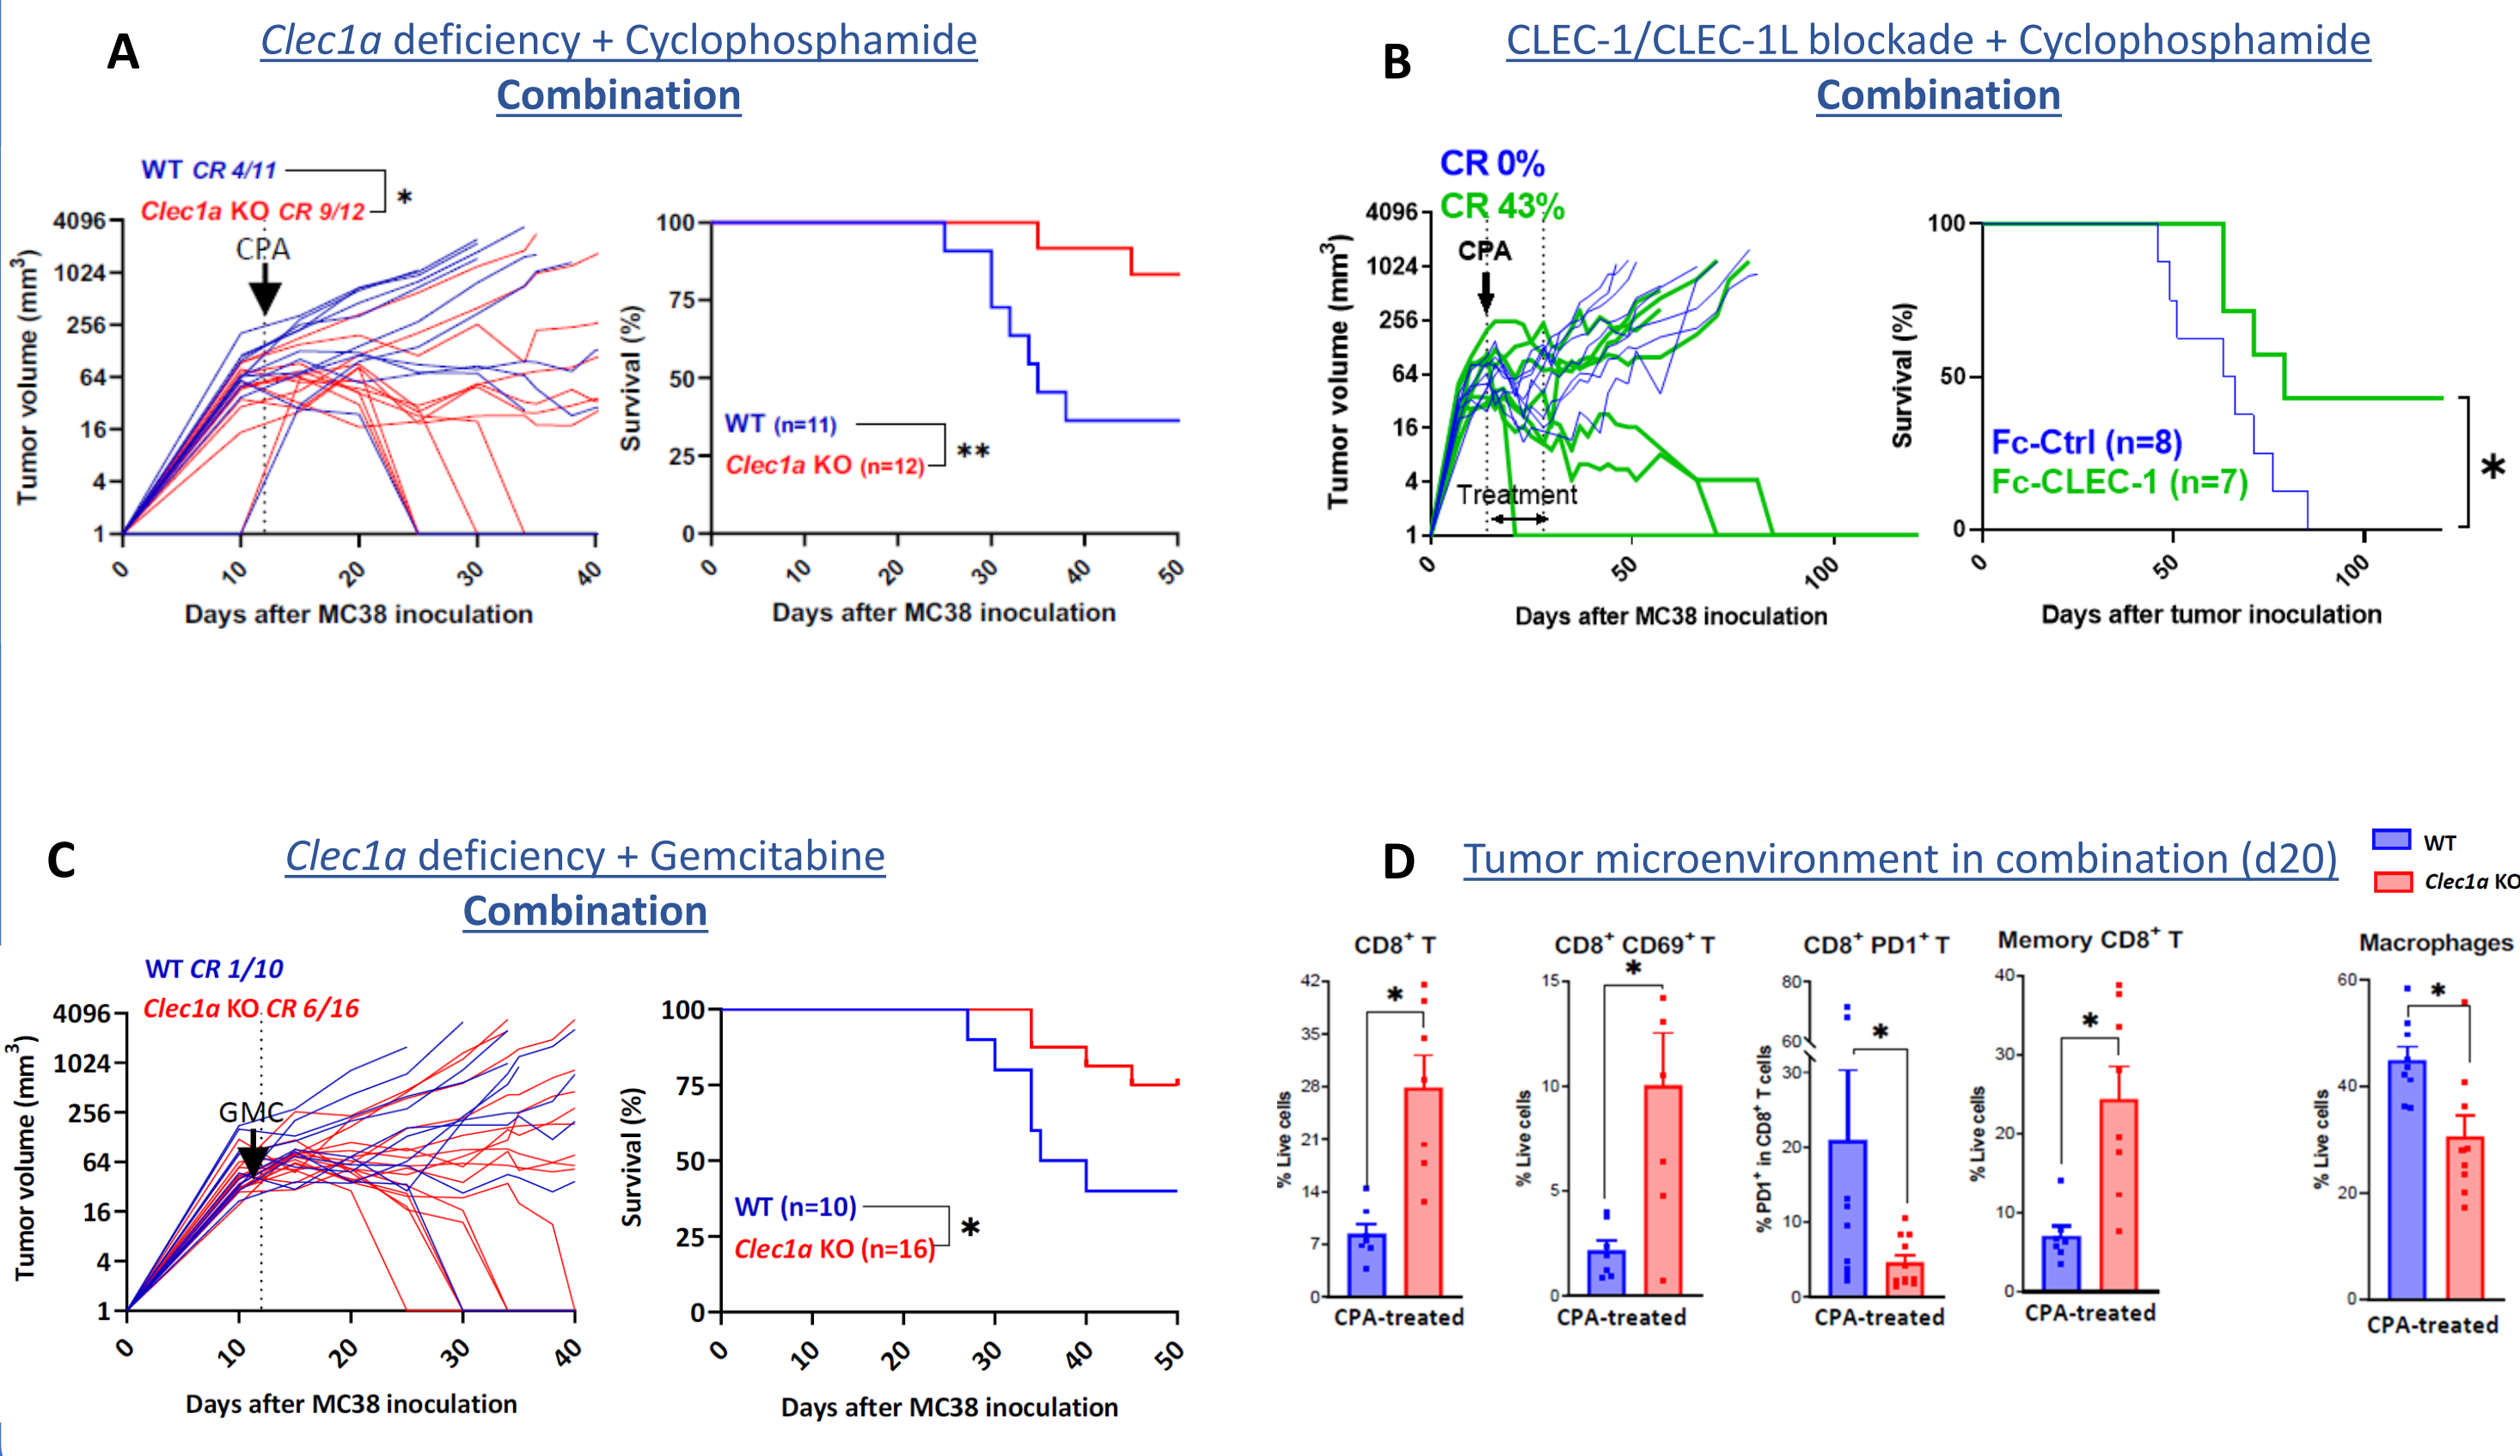 A
Clec1a deficiency + Cyclophosphamide
Combination
WT CR 4/11
Clec1a KO CR 9/12
*
CPA
Tumor volume (mm3)
4096
1024
256
64
16
4
1
0
10
20
30
40
Days after MC38 inoculation
Survival (%)
100
75
50
25
0
WT (n=11)
Clec1a KO (n=12)
**
0
10
20
30
40
50
Days after MC38 inoculation
B
CLEC-1/CLEC-1L blockade + Cyclophosphamide
Combination
CR 0%
CR 43%
CPA
Tumor volume (mm3)
4096
1024
256
64
16
4
1
Treatment
0
50
100
Days after MC38 inoculation
Survival (%)
100
50
0
Fc-Ctrl (n=8)
Fc-CLEC-1 (n=7)
*
0
50
100
Days after tumor inoculation
C
Clec1a deficiency + Gemcitabine
Combination
WT CR 1/10
Clec1a KO CR 6/16
GMC
Tumor volume (mm3)
4096
1024
256
64
16
4
1
0
10
20
30
40
Days after MC38 inoculation
Survival (%)
100
75
50
25
0
WT (n=10)
Clec1a KO (n=16)
*
0
10
20
30
40
50
Days after MC38 inoculation
D
Tumor microenvironment in combination (d20)
WT
Clec1a KO
CD8+ T
% Live cells
42
35
28
21
14
7
0
*
CPA-treated
CD8+ CD69+ T
% Live cells
15
10
5
0
*
CPA-treated
CD8+ PD1+ T
% PD1+ in CD8+ T cells
80
60
30
20
10
0
*
CPA-treated
Memory CD8+ T
% Live cells
40
30
20
10
0
*
CPA-treated
Macrophages
% Live cells
60
40
20
0
*
CPA-treated